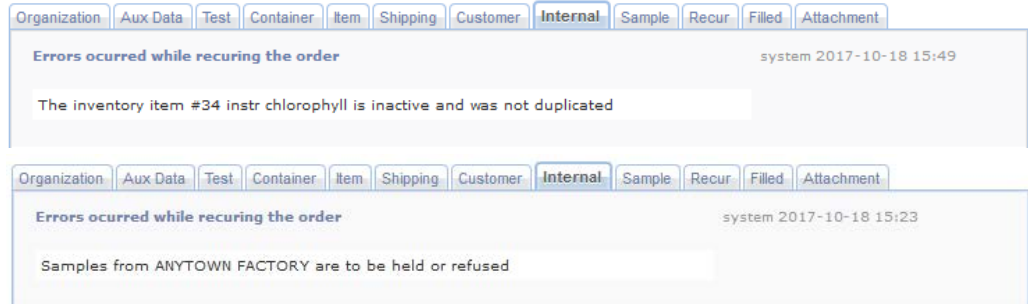 Organization Aux Data Test Container Item Shipping Customer Internal Sample Recur Filled Attachment
Errors ocurred while recuring the order system 2017-10-18 15:49
The inventory item #34 instr chlorophyll is inactive and was not duplicated
Organization Aux Data Test Container Item Shipping Customer Internal Sample Recur Filled Attachment
Errors ocurred while recuring the order system 2017-10-18 15:23
Samples from ANYTOWN FACTORY are to be held or refused